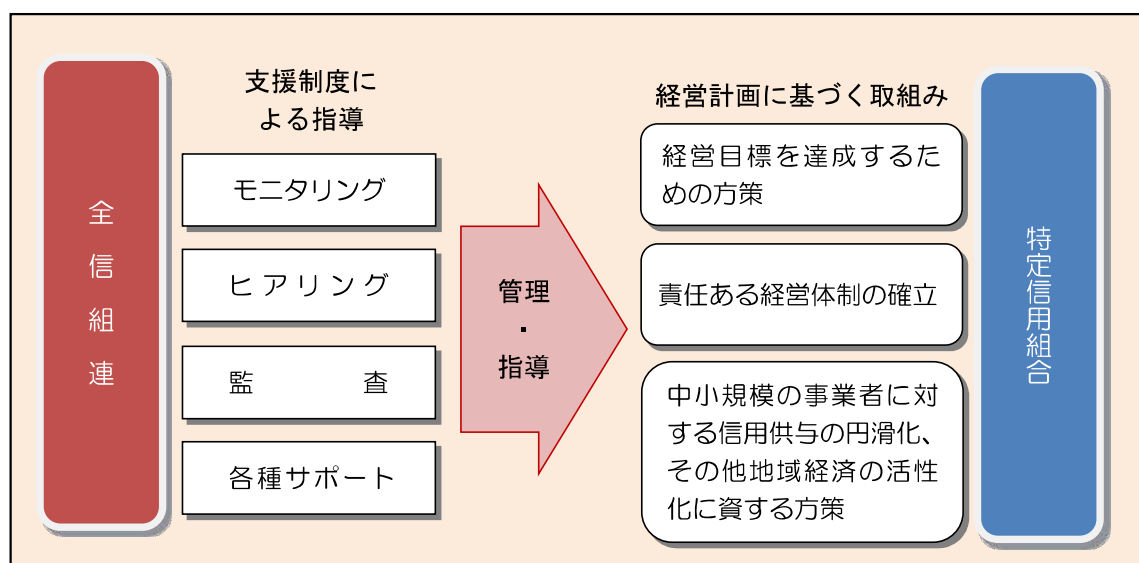 全信組連
支援制度に
よる指導
モニタリング
ヒアリング
監査
各種サポート
管理
・
指導
経営計画に基づく取組み
経営目標を達成するた
めの方策
責任ある経営体制の確立
中小規模の事業者に対
する信用供与の円滑化、
その他地域経済の活性
化に資する方策
特定信用組合